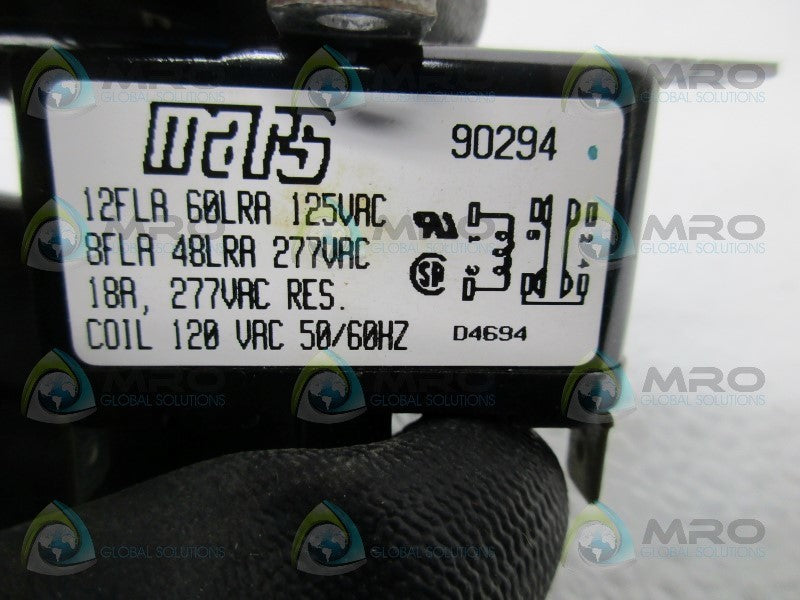 mars
90294
12FLA 60LRA 125VAC
8FLA 48LRA 277VAC
18A, 277VAC RES.
COIL 120 VAC 50/60HZ
D4694
MRO
GLOBAL SOLUTIONS